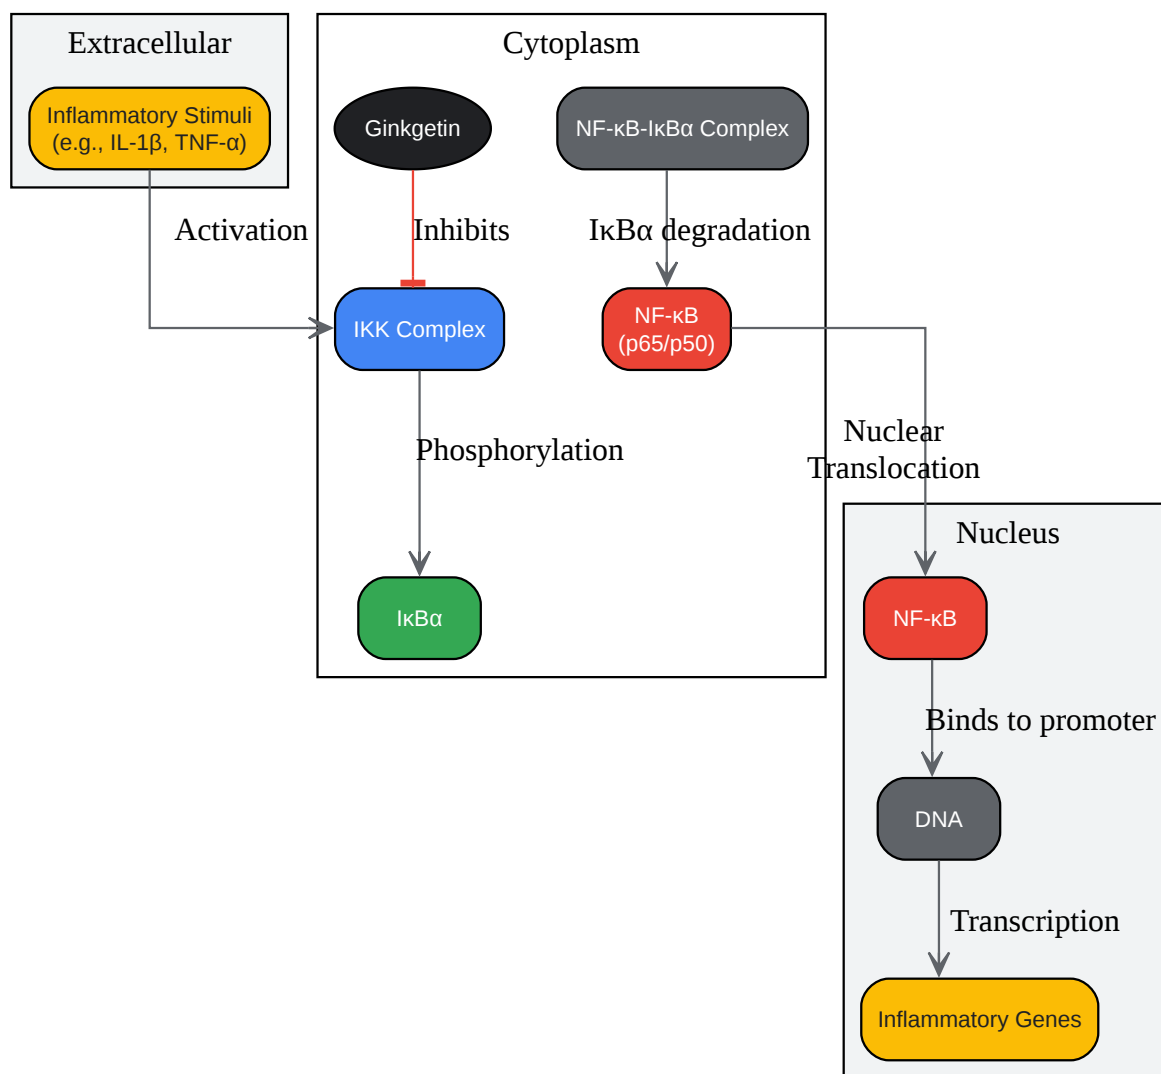 Extracellular
Inflammatory Stimuli
(e.g., IL-1β, TNF-α)
Activation
Cytoplasm
Ginkgetin
NF-κB-IκBα Complex
Inhibits
IκBα degradation
IKK Complex
NF-κB
(p65/p50)
Phosphorylation
Nuclear
Translocation
IκBα
Nucleus
NF-κB
Binds to promoter
DNA
Transcription
Inflammatory Genes